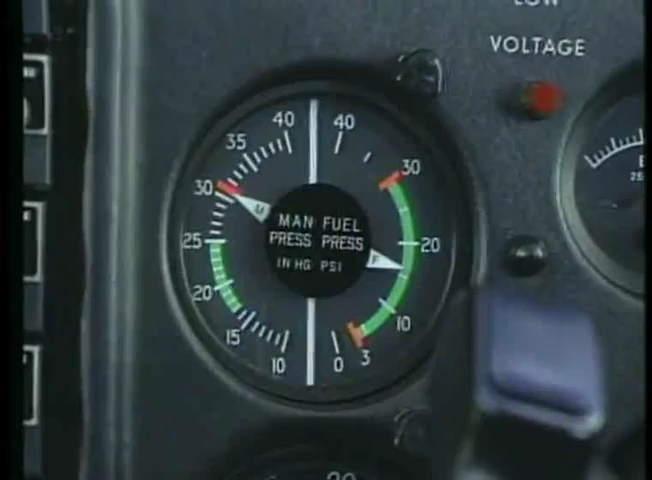 LOW
VOLTAGE
40 40
35
30 30
MAN FUEL
PRESS PRESS
IN HG PSI
M
F
25 20
20
15 10
10 0 3